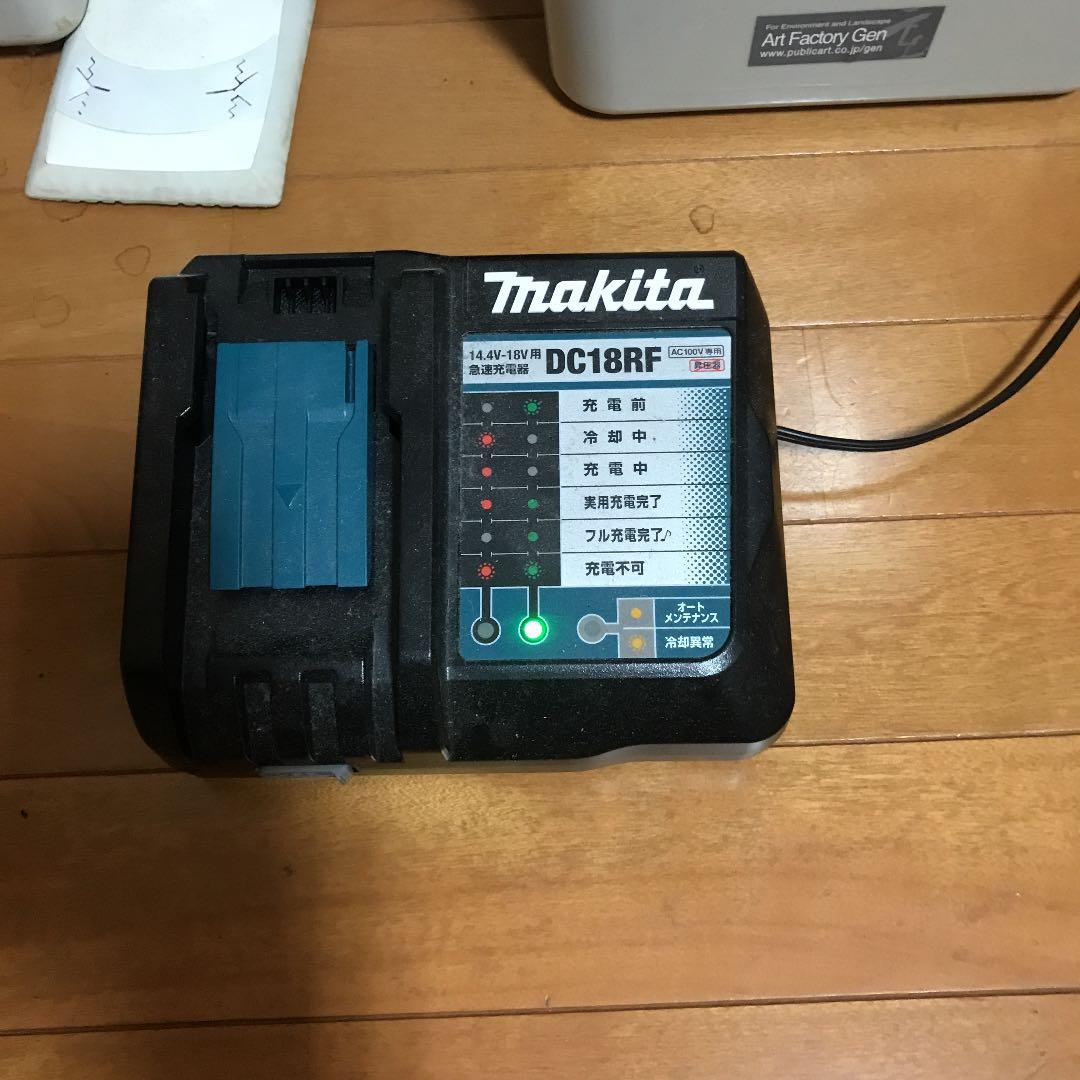 For Environment and Landscape
Art Factory Gen
www.publicart.co.jp/gen
makita
14.4V-18V用
急速充電器
DC18RF
AC100V専用
昇圧器
充電前
冷却中
充電中
実用充電完了
フル充電完了♪
充電不可
オート
メンテナンス
冷却異常